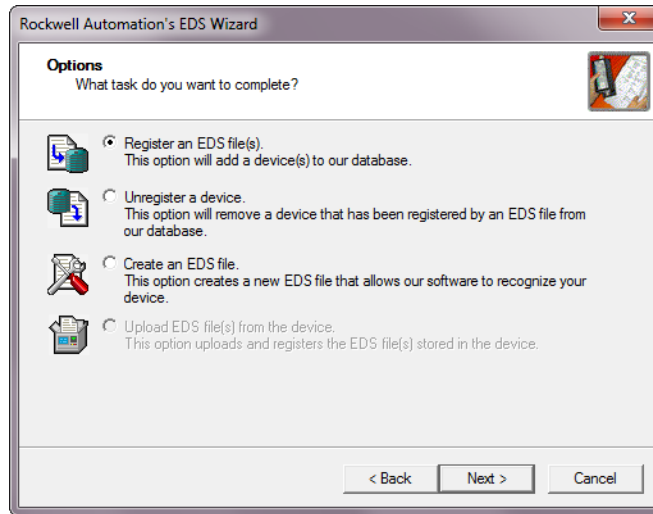 Rockwell Automation's EDS Wizard
Options
What task do you want to complete?
Register an EDS file(s).
This option will add a device(s) to our database.
Unregister a device.
This option will remove a device that has been registered by an EDS file from
our database.
Create an EDS file.
This option creates a new EDS file that allows our software to recognize your
device.
Upload EDS file(s) from the device.
This option uploads and registers the EDS file(s) stored in the device.
< Back Next > Cancel